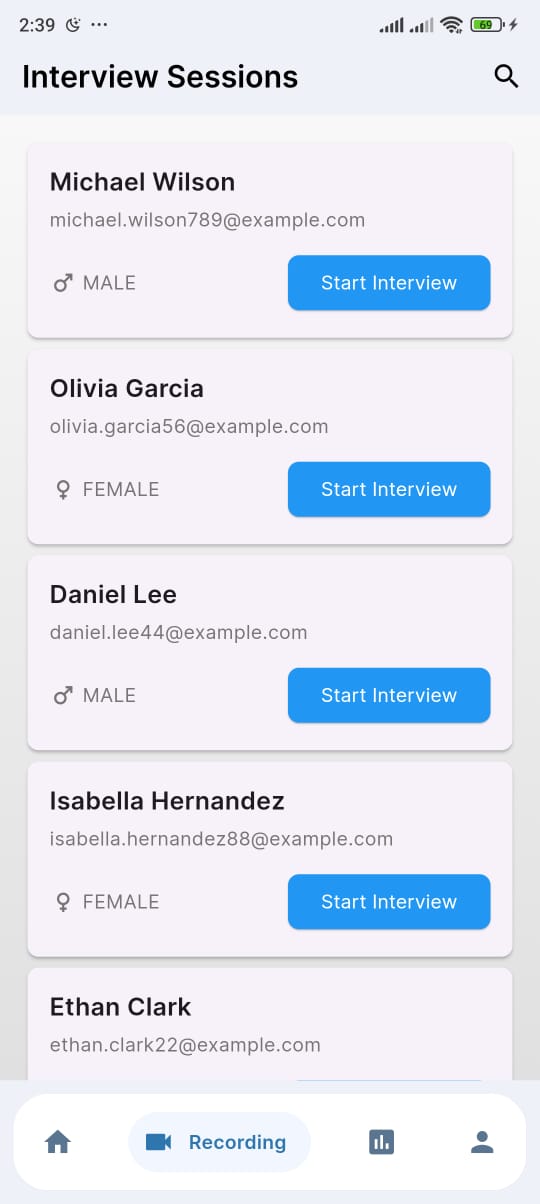 2:39
69
Interview Sessions
Michael Wilson
michael.wilson789@example.com
MALE
Start Interview
Olivia Garcia
olivia.garcia56@example.com
FEMALE
Start Interview
Daniel Lee
daniel.lee44@example.com
MALE
Start Interview
Isabella Hernandez
isabella.hernandez88@example.com
FEMALE
Start Interview
Ethan Clark
ethan.clark22@example.com
Recording